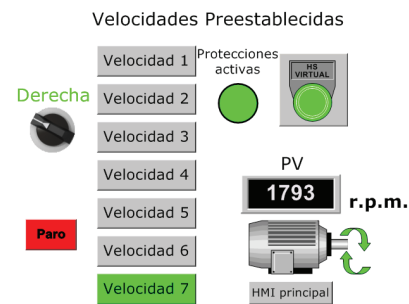 Velocidades Preestablecidas
Velocidad 1
Protecciones
activas
HS
VIRTUAL
Derecha
Velocidad 2
Velocidad 3
Velocidad 4
PV
1793
r.p.m.
Velocidad 5
Paro
Velocidad 6
Velocidad 7
HMI principal